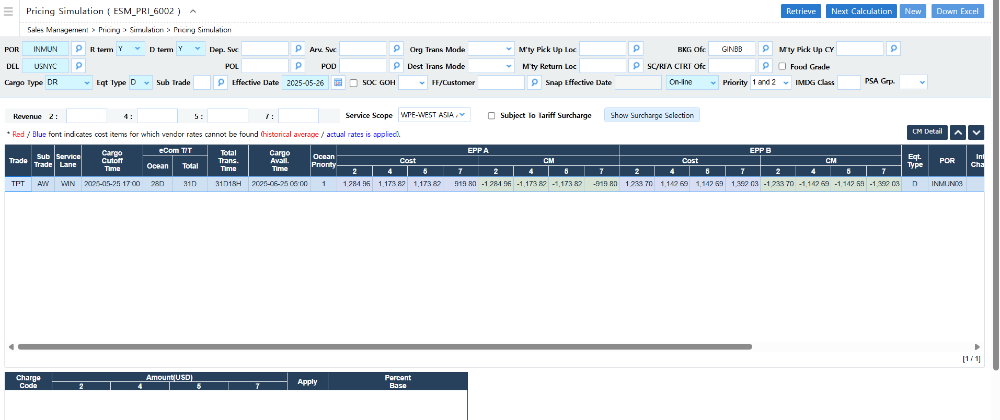 Pricing Simulation ( ESM_PRI_6002 )
Retrieve Next Calculation New Down Excel
Sales Management > Pricing > Simulation > Pricing Simulation
POR INMUN R term Y D term Y Dep. Svc Arv. Svc Org Trans Mode M'ty Pick Up Loc BKG Ofc GINBB M'ty Pick Up CY
DEL USNYC POL POD Dest Trans Mode M'ty Return Loc SC/RFA CTRT Ofc Food Grade
Cargo Type DR Eqt Type D Sub Trade Effective Date 2025-05-26 SOC GOH FF/Customer Snap Effective Date On-line Priority 1 and 2 IMDG Class PSA Grp.
Revenue 2 : 4 : 5 : 7 : Service Scope WPE-WEST ASIA Subject To Tariff Surcharge Show Surcharge Selection
* Red / Blue font indicates cost items for which vendor rates cannot be found (historical average / actual rates is applied).
CM Detail
Trade Sub Trade Service Lane Cargo Cutoff Time eCom T/T Total Trans. Time Cargo Avail. Time Ocean Priority EPP A EPP B Eqt. Type POR Int Cha
Cost CM Cost CM
Ocean Total 2 4 5 7 2 4 5 7 2 4 5 7 2 4 5 7
TPT AW WIN 2025-05-25 17:00 28D 31D 31D18H 2025-06-25 05:00 1 1,284.96 1,173.82 1,173.82 919.80 -1,284.96 -1,173.82 -1,173.82 -919.80 1,233.70 1,142.69 1,142.69 1,392.03 -1,233.70 -1,142.69 -1,142.69 -1,392.03 D INMUN03
[1 / 1]
Charge Code Amount(USD) Apply Percent Base
2 4 5 7